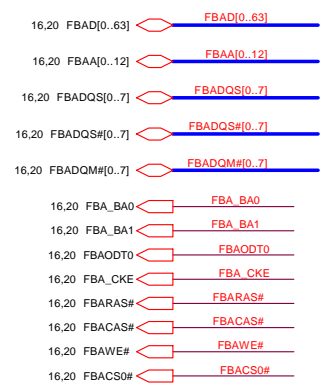 16,20 FBAD[0..63] FBAD[0..63]
16,20 FBAA[0..12] FBAA[0..12]
16,20 FBADQS[0..7] FBADQS[0..7]
16,20 FBADQS#[0..7] FBADQS#[0..7]
16,20 FBADQM#[0..7] FBADQM#[0..7]
16,20 FBA_BA0 FBA_BA0
16,20 FBA_BA1 FBA_BA1
16,20 FBAODT0 FBAODT0
16,20 FBA_CKE FBA_CKE
16,20 FBARAS# FBARAS#
16,20 FBACAS# FBACAS#
16,20 FBAWE# FBAWE#
16,20 FBACS0# FBACS0#